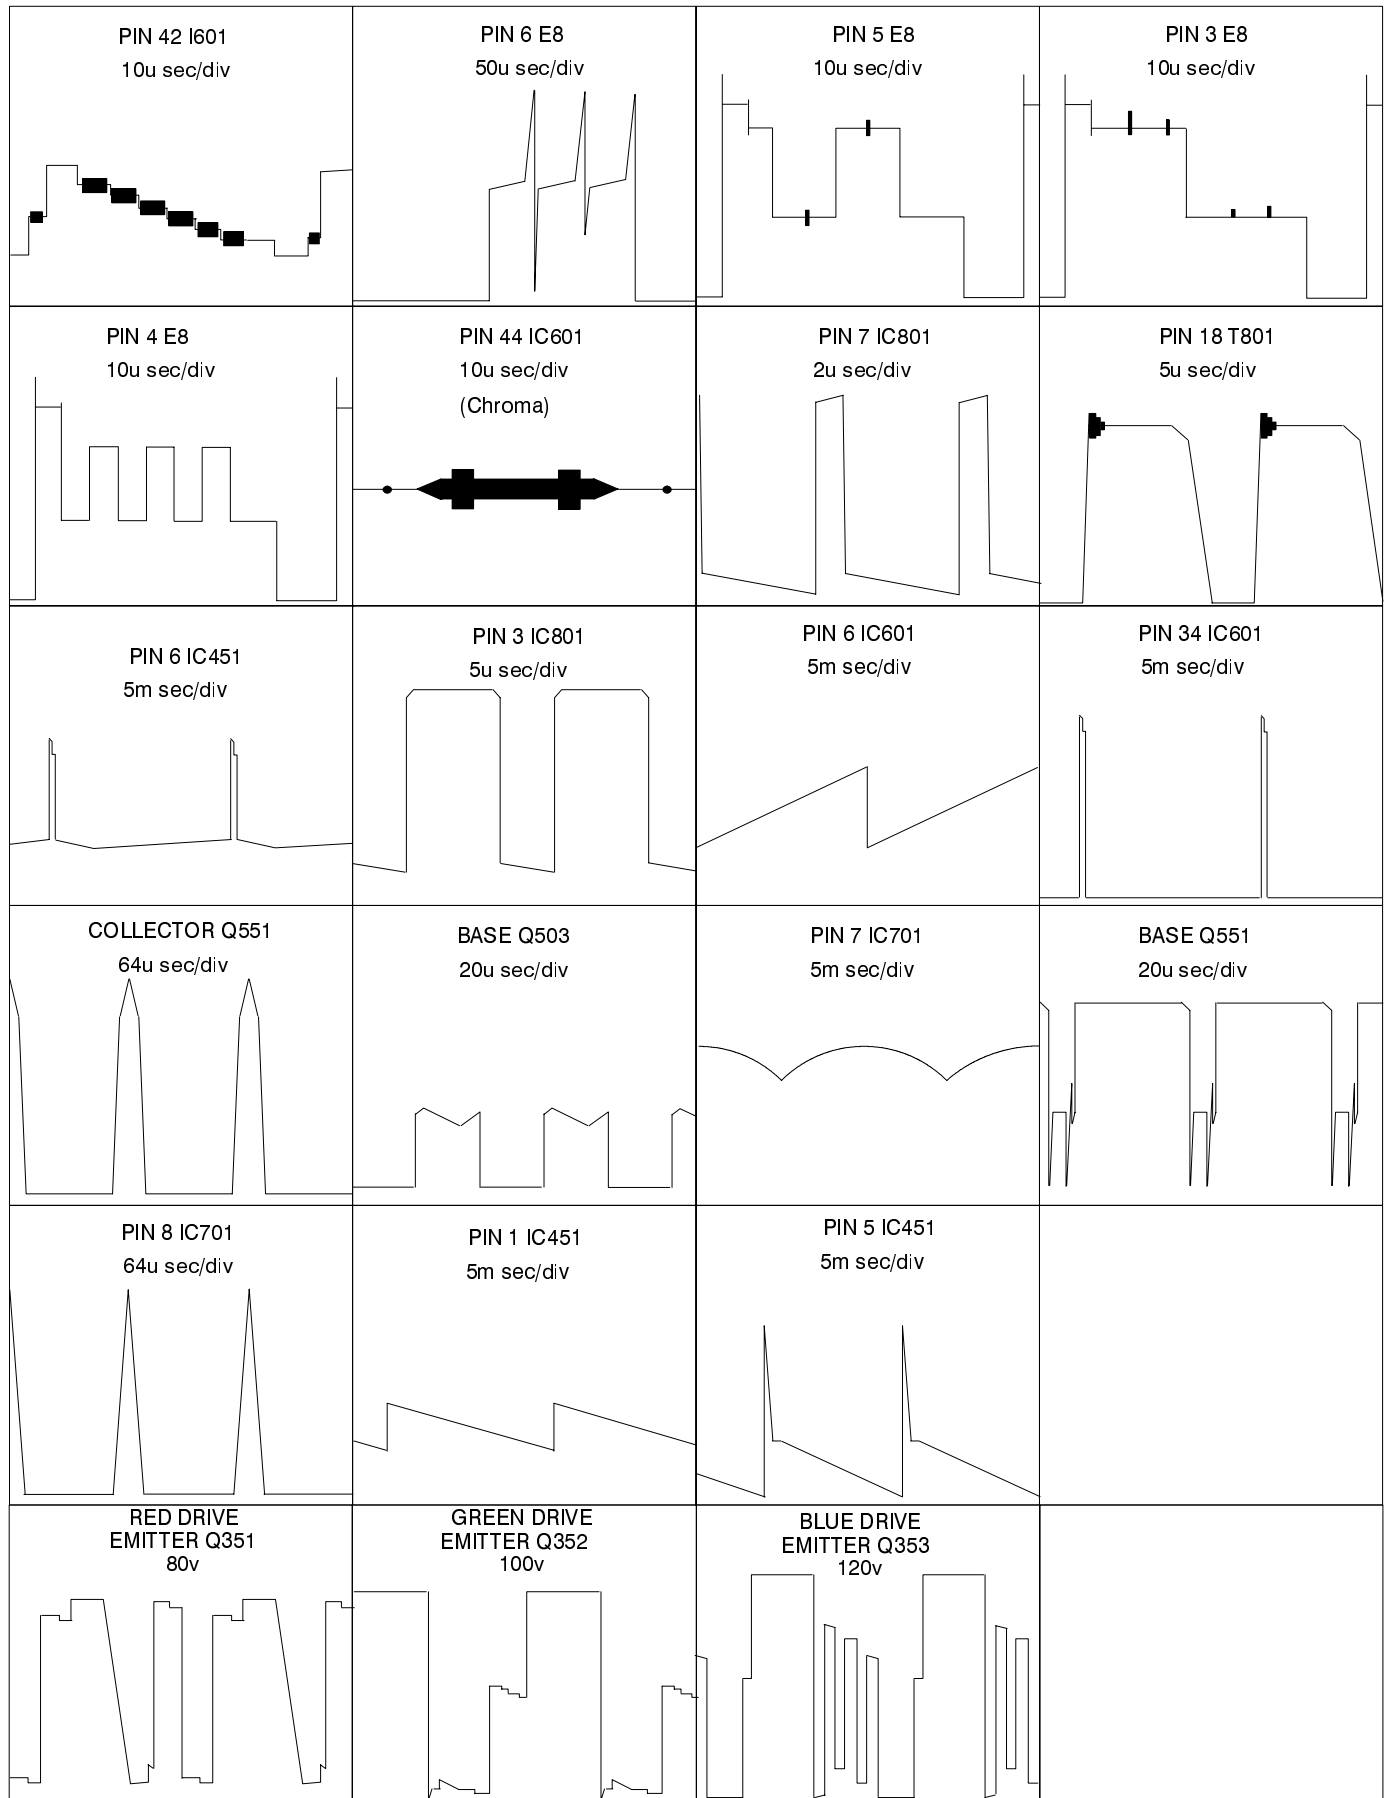 PIN 42 I601
10u sec/div
PIN 6 E8
50u sec/div
PIN 5 E8
10u sec/div
PIN 3 E8
10u sec/div
PIN 4 E8
10u sec/div
PIN 44 IC601
10u sec/div
(Chroma)
PIN 7 IC801
2u sec/div
PIN 18 T801
5u sec/div
PIN 6 IC451
5m sec/div
PIN 3 IC801
5u sec/div
PIN 6 IC601
5m sec/div
PIN 34 IC601
5m sec/div
COLLECTOR Q551
64u sec/div
BASE Q503
20u sec/div
PIN 7 IC701
5m sec/div
BASE Q551
20u sec/div
PIN 8 IC701
64u sec/div
PIN 1 IC451
5m sec/div
PIN 5 IC451
5m sec/div
RED DRIVE
EMITTER Q351
80v
GREEN DRIVE
EMITTER Q352
100v
BLUE DRIVE
EMITTER Q353
120v